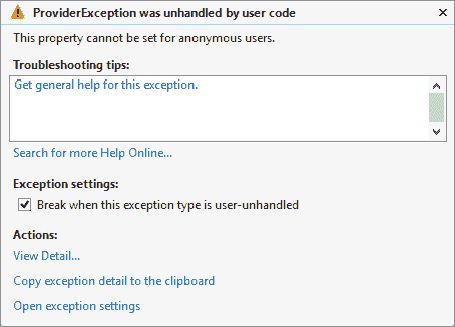 ProviderException was unhandled by user code
This property cannot be set for anonymous users.
Troubleshooting tips:
Get general help for this exception.
Search for more Help Online...
Exception settings:
Break when this exception type is user-unhandled
Actions:
View Detail...
Copy exception detail to the clipboard
Open exception settings